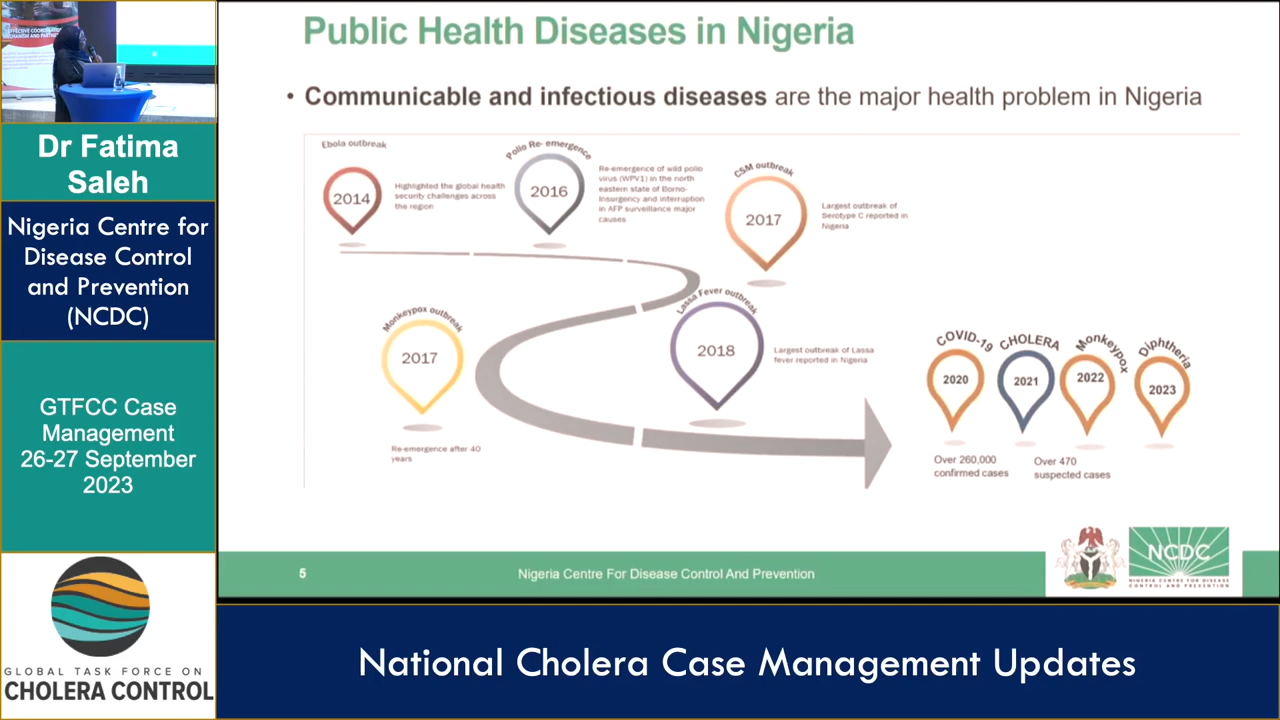 EFFECTIVE COORDINATION
MECHANISM AND PARTN
Dr Fatima
Saleh
Nigeria Centre for
Disease Control
and Prevention
(NCDC)
GTFCC Case
Management
26-27 September
2023
GLOBAL TASK FORCE ON
CHOLERA CONTROL
Public Health Diseases in Nigeria
• Communicable and infectious diseases are the major health problem in Nigeria
Ebola outbreak
2014
Highlighted the global health
security challenges across
the region
Polio Re- emergence
2016
Re-emergence of wild polio
virus (WPV1) in the north
eastern state of Borno-
Insurgency and interruption
in AFP surveillance major
causes
CSM outbreak
2017
Largest outbreak of
Serotype C reported in
Nigeria
Monkeypox outbreak
2017
Re-emergence after 40
years
Lassa Fever outbreak
2018
Largest outbreak of Lassa
fever reported in Nigeria
COVID-19
2020
Over 260,000
confirmed cases
CHOLERA
2021
Over 470
suspected cases
Monkeypox
2022
Diphtheria
2023
5
Nigeria Centre For Disease Control And Prevention
NCDC
NIGERIA CENTRE FOR DISEASE
CONTROL AND PREVENTION
National Cholera Case Management Updates